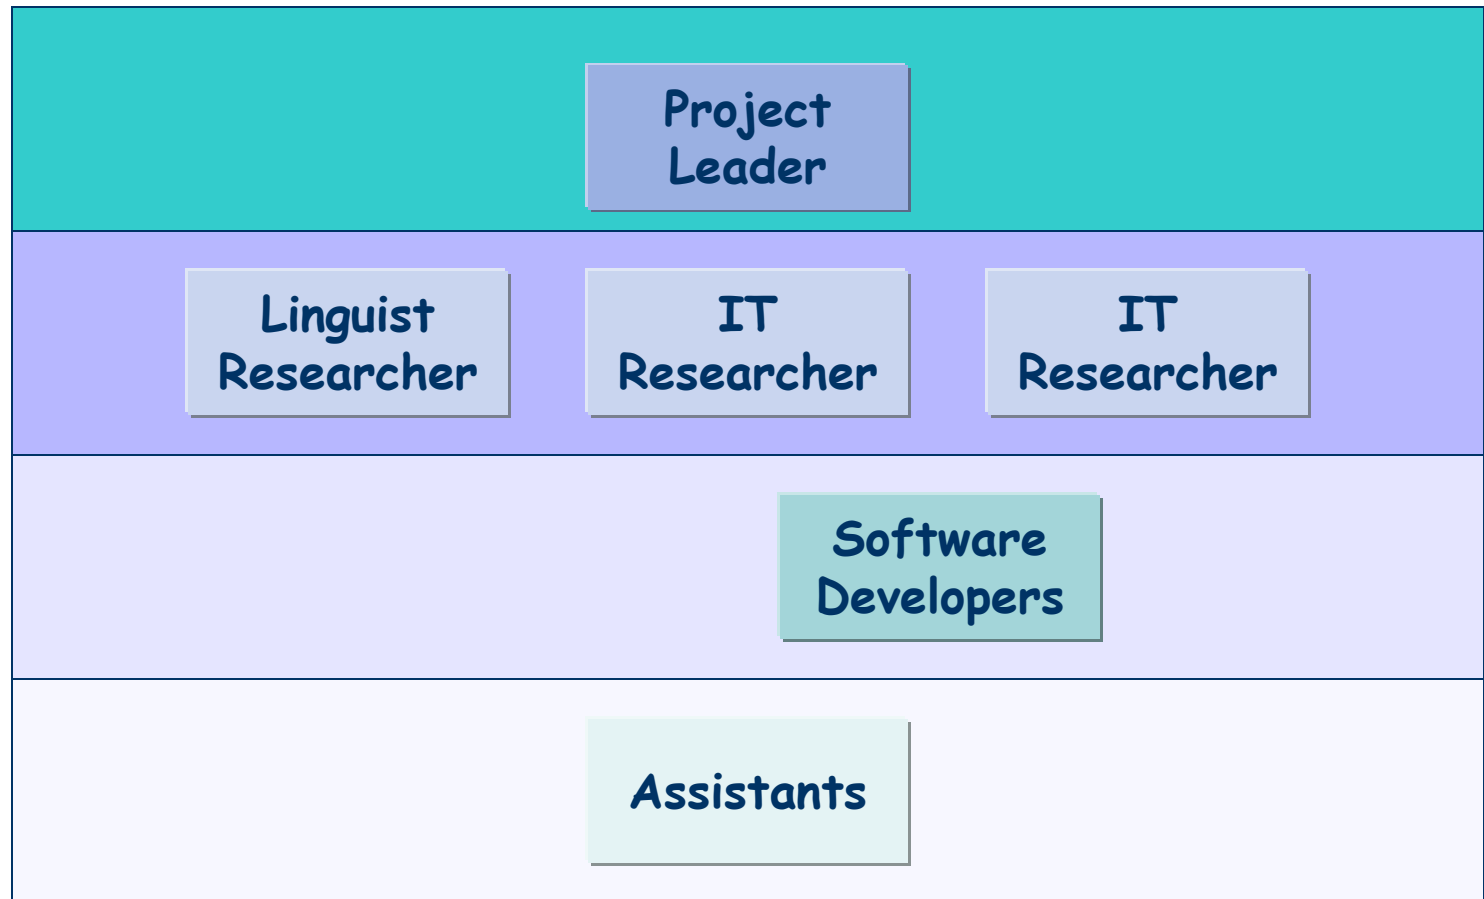 Project
Leader
Linguist
Researcher
IT
Researcher
IT
Researcher
Software
Developers
Assistants